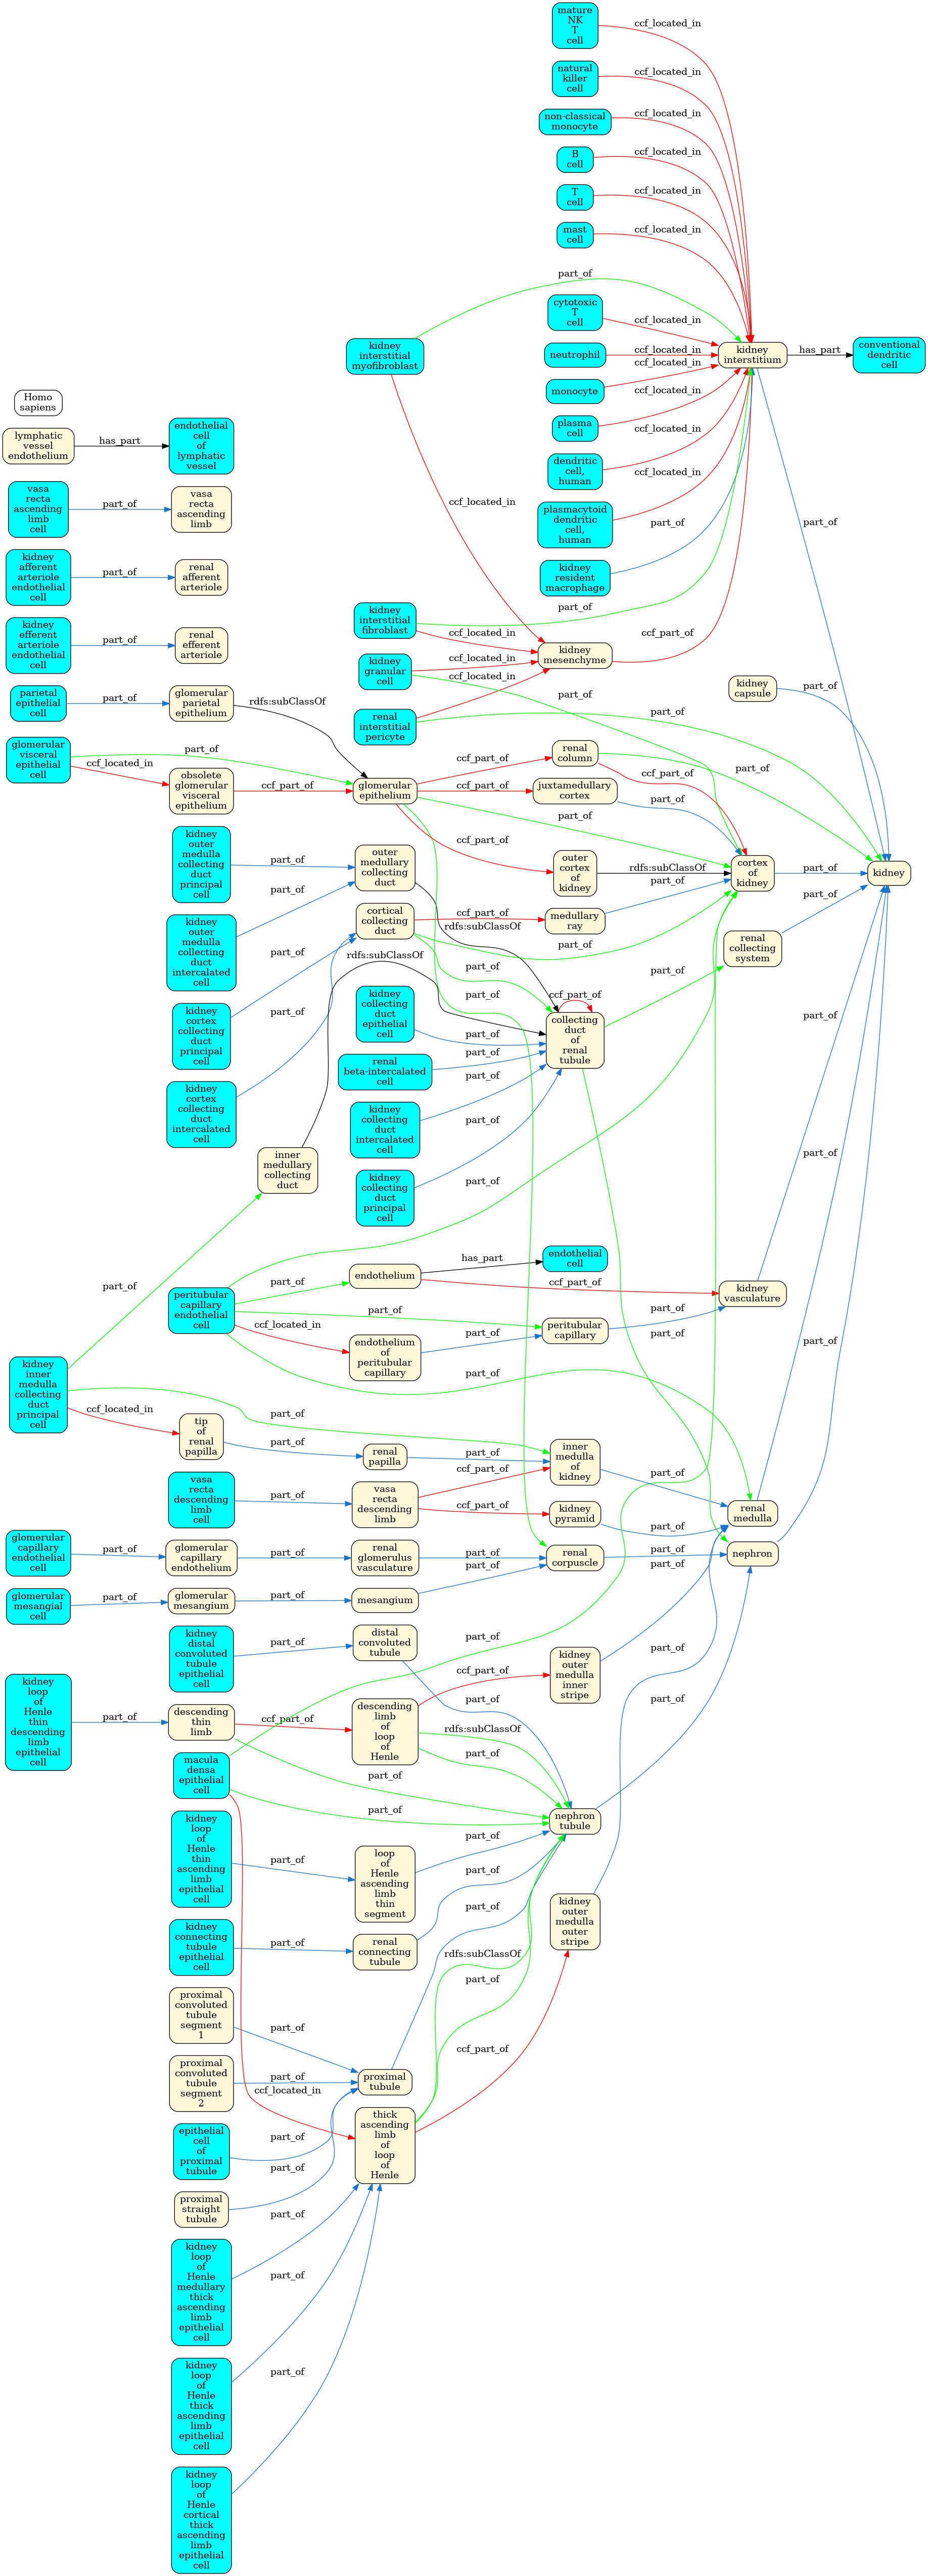 mature
NK
T
cell
ccf_located_in
natural
killer
cell
ccf_located_in
non-classical
monocyte
ccf_located_in
B
cell
ccf_located_in
T
cell
ccf_located_in
mast
cell
ccf_located_in
part_of
cytotoxic
T
cell
ccf_located_in
kidney
interstitial
myofibroblast
neutrophil
ccf_located_in
kidney
interstitium
has_part
conventional
dendritic
cell
monocyte
ccf_located_in
Homo
sapiens
plasma
cell
ccf_located_in
lymphatic
vessel
endothelium
has_part
endothelial
cell
of
lymphatic
vessel
dendritic
cell,
human
ccf_located_in
vasa
recta
ascending
limb
cell
part_of
vasa
recta
ascending
limb
ccf_located_in
plasmacytoid
dendritic
cell,
human
ccf_located_in
part_of
part_of
kidney
afferent
arteriole
endothelial
cell
part_of
renal
afferent
arteriole
kidney
resident
macrophage
part_of
kidney
efferent
arteriole
endothelial
cell
part_of
renal
efferent
arteriole
kidney
interstitial
fibroblast
ccf_located_in
kidney
mesenchyme
ccf_part_of
kidney
granular
cell
ccf_located_in
ccf_located_in
part_of
kidney
capsule
part_of
parietal
epithelial
cell
part_of
glomerular
parietal
epithelium
rdfs:subClassOf
renal
interstitial
pericyte
part_of
glomerular
visceral
epithelial
cell
part_of
ccf_located_in
obsolete
glomerular
visceral
epithelium
ccf_part_of
glomerular
epithelium
ccf_part_of
renal
column
ccf_part_of
part_of
ccf_part_of
juxtamedullary
cortex
part_of
part_of
kidney
outer
medulla
collecting
duct
principal
cell
part_of
outer
medullary
collecting
duct
ccf_part_of
outer
cortex
of
kidney
rdfs:subClassOf
cortex
of
kidney
part_of
kidney
part_of
part_of
part_of
kidney
outer
medulla
collecting
duct
intercalated
cell
cortical
collecting
duct
ccf_part_of
medullary
ray
rdfs:subClassOf
part_of
part_of
rdfs:subClassOf
renal
collecting
system
part_of
part_of
part_of
kidney
cortex
collecting
duct
principal
cell
part_of
kidney
collecting
duct
epithelial
cell
part_of
ccf_part_of
collecting
duct
of
renal
tubule
part_of
renal
beta-intercalated
cell
part_of
part_of
kidney
cortex
collecting
duct
intercalated
cell
kidney
collecting
duct
intercalated
cell
part_of
inner
medullary
collecting
duct
kidney
collecting
duct
principal
cell
part_of
part_of
part_of
peritubular
capillary
endothelial
cell
part_of
endothelium
has_part
endothelial
cell
ccf_part_of
kidney
vasculature
part_of
part_of
peritubular
capillary
part_of
part_of
ccf_located_in
endothelium
of
peritubular
capillary
part_of
part_of
kidney
inner
medulla
collecting
duct
principal
cell
part_of
ccf_located_in
tip
of
renal
papilla
part_of
renal
papilla
part_of
inner
medulla
of
kidney
part_of
vasa
recta
descending
limb
cell
part_of
vasa
recta
descending
limb
ccf_part_of
ccf_part_of
kidney
pyramid
part_of
renal
medulla
glomerular
capillary
endothelial
cell
part_of
glomerular
capillary
endothelium
part_of
renal
glomerulus
vasculature
part_of
renal
corpuscle
part_of
nephron
part_of
part_of
glomerular
mesangial
cell
part_of
glomerular
mesangium
part_of
mesangium
kidney
distal
convoluted
tubule
epithelial
cell
part_of
distal
convoluted
tubule
part_of
part_of
kidney
outer
medulla
inner
stripe
part_of
kidney
loop
of
Henle
thin
descending
limb
epithelial
cell
part_of
descending
thin
limb
ccf_part_of
descending
limb
of
loop
of
Henle
ccf_part_of
part_of
rdfs:subClassOf
part_of
part_of
macula
densa
epithelial
cell
part_of
part_of
nephron
tubule
kidney
loop
of
Henle
thin
ascending
limb
epithelial
cell
part_of
loop
of
Henle
ascending
limb
thin
segment
part_of
part_of
kidney
outer
medulla
outer
stripe
kidney
connecting
tubule
epithelial
cell
part_of
renal
connecting
tubule
part_of
rdfs:subClassOf
part_of
proximal
convoluted
tubule
segment
1
part_of
ccf_part_of
proximal
convoluted
tubule
segment
2
part_of
ccf_located_in
proximal
tubule
epithelial
cell
of
proximal
tubule
part_of
thick
ascending
limb
of
loop
of
Henle
part_of
proximal
straight
tubule
part_of
kidney
loop
of
Henle
medullary
thick
ascending
limb
epithelial
cell
part_of
kidney
loop
of
Henle
thick
ascending
limb
epithelial
cell
part_of
kidney
loop
of
Henle
cortical
thick
ascending
limb
epithelial
cell